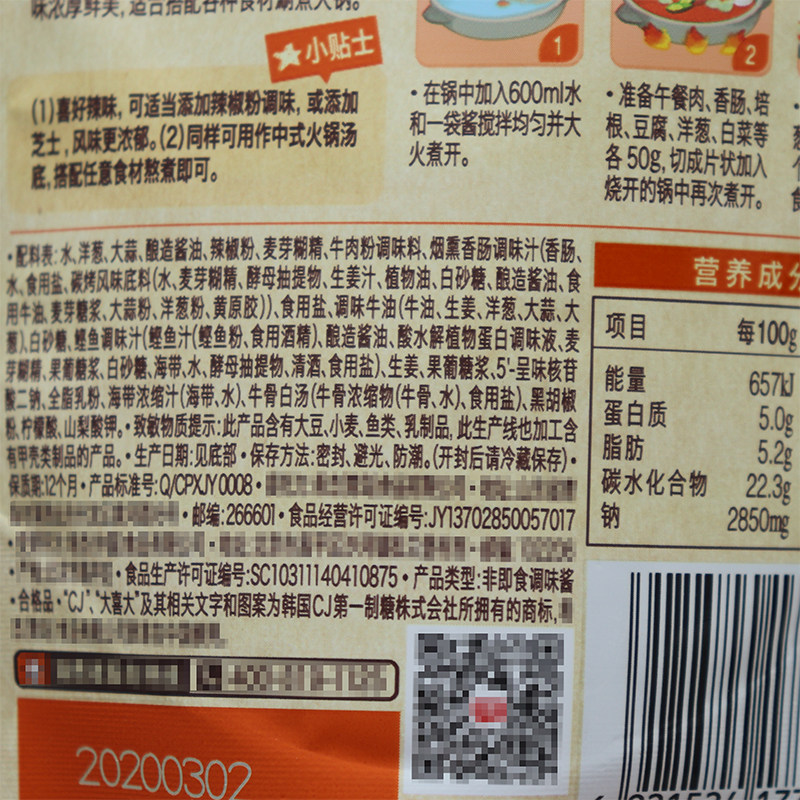 味浓厚鲜美, 适合搭配各种食材涮煮火锅。
小贴士
(1)喜好辣味, 可适当添加辣椒粉调味, 或添加
芝士, 风味更浓郁。(2)同样可用作中式火锅汤
底, 搭配任意食材熬煮即可。
1
·在锅中加入600ml水
和一袋酱搅拌均匀并大
火煮开。
2
·准备午餐肉、香肠、培
根、豆腐、洋葱、白菜等
各50g, 切成片状加入
烧开的锅中再次煮开。
·配料表: 水、洋葱、大蒜、酿造酱油、辣椒粉、麦芽糊精、牛肉粉调味料、烟熏香肠调味汁(香肠、
水、食用盐、碳烤风味底料(水、麦芽糊精、酵母抽提物、生姜汁、植物油、白砂糖、酿造酱油、食
用牛油、麦芽糖浆、大蒜粉、洋葱粉、黄原胶))、食用盐、调味牛油(牛油、生姜、洋葱、大蒜、大
葱)、白砂糖、鲣鱼调味汁(鲣鱼汁(鲣鱼粉、食用酒精)、酿造酱油、酸水解植物蛋白调味液、麦
芽糊精、果葡糖浆、白砂糖、海带、水、酵母抽提物、清酒、食用盐)、生姜、果葡糖浆、5'-呈味核苷
酸二钠、全脂乳粉、海带浓缩汁(海带、水)、牛骨白汤(牛骨浓缩物(牛骨、水)、食用盐)、黑胡椒
粉、柠檬酸、山梨酸钾。·致敏物质提示: 此产品含有大豆、小麦、鱼类、乳制品, 此生产线也加工含
有甲壳类制品的产品。·生产日期: 见底部·保存方法: 密封、避光、防潮。(开封后请冷藏保存)·
保质期: 12个月·产品标准号: Q/CPXJY 0008·
·邮编: 266601·食品经营许可证编号: JY13702850057017
·食品生产许可证编号: SC10311140410875·产品类型: 非即食调味酱
·合格品·"CJ"、"大喜大"及其相关文字和图案为韩国CJ第一制糖株式会社所拥有的商标,
20200302
营养成分
项目 每100g
能量 657kJ
蛋白质 5.0g
脂肪 5.2g
碳水化合物 22.3g
钠 2850mg